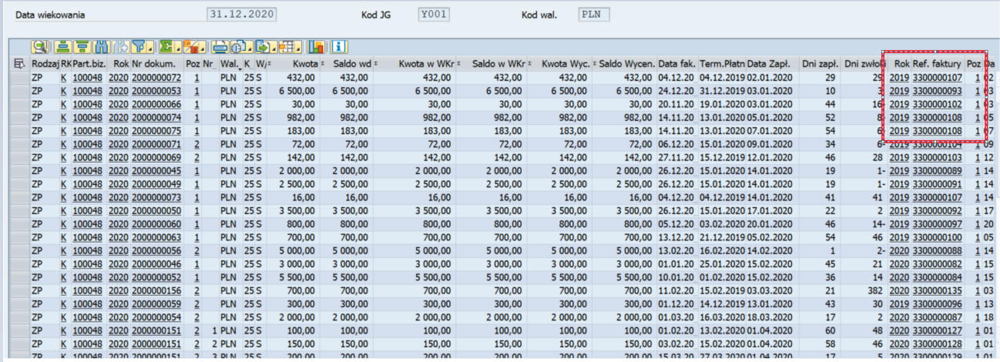 Data wiekowania 31.12.2020 Kod JG Y001 Kod wal. PLN
Rodzaj RK Part.biz. Rok Nr dokum. Poz Nr Wal. K W/ Σ Kwota Σ Saldo wd Σ Kwota w WKr Σ Saldo w WKr Σ Kwota Wyc. Σ Saldo Wycen. Data fak. Term.Płatn Data Zapł. Dni zapł. Dni zwłoki Rok Ref. faktury Poz Da
ZP K 100048 2020 2000000072 1 PLN 25 S 432,00 432,00 432,00 432,00 432,00 432,00 04.12.20 04.12.2019 02.01.2020 29 29 2019 3300000107 1 02
ZP K 100048 2020 2000000053 1 PLN 25 S 6 500,00 6 500,00 6 500,00 6 500,00 6 500,00 6 500,00 24.12.20 31.12.2019 03.01.2020 10 3 2019 3300000093 1 03
ZP K 100048 2020 2000000066 1 PLN 25 S 30,00 30,00 30,00 30,00 30,00 30,00 20.11.20 19.01.2020 03.01.2020 44 16- 2019 3300000102 1 03
ZP K 100048 2020 2000000074 1 PLN 25 S 982,00 982,00 982,00 982,00 982,00 982,00 14.11.20 13.01.2020 05.01.2020 52 8- 2019 3300000108 1 05
ZP K 100048 2020 2000000075 1 PLN 25 S 183,00 183,00 183,00 183,00 183,00 183,00 14.11.20 13.01.2020 07.01.2020 54 6- 2019 3300000108 1 07
ZP K 100048 2020 2000000071 2 PLN 25 S 72,00 72,00 72,00 72,00 72,00 72,00 06.12.20 15.01.2020 09.01.2020 34 6- 2019 3300000104 1 09
ZP K 100048 2020 2000000069 2 PLN 25 S 142,00 142,00 142,00 142,00 142,00 142,00 27.11.20 15.12.2019 12.01.2020 46 28 2019 3300000103 1 12
ZP K 100048 2020 2000000045 1 PLN 25 S 2 000,00 2 000,00 2 000,00 2 000,00 2 000,00 2 000,00 26.12.20 15.01.2020 14.01.2020 19 1- 2019 3300000089 1 14
ZP K 100048 2020 2000000049 1 PLN 25 S 2 500,00 2 500,00 2 500,00 2 500,00 2 500,00 2 500,00 26.12.20 15.01.2020 14.01.2020 19 1- 2019 3300000091 1 14
ZP K 100048 2020 2000000073 1 PLN 25 S 16,00 16,00 16,00 16,00 16,00 16,00 04.12.20 04.12.2019 14.01.2020 41 41 2019 3300000107 1 14
ZP K 100048 2020 2000000050 1 PLN 25 S 3 500,00 3 500,00 3 500,00 3 500,00 3 500,00 3 500,00 26.12.20 15.01.2020 17.01.2020 22 2 2019 3300000092 1 17
ZP K 100048 2020 2000000060 1 PLN 25 S 800,00 800,00 800,00 800,00 800,00 800,00 05.12.20 03.02.2020 20.01.2020 46 14- 2019 3300000097 1 20
ZP K 100048 2020 2000000063 1 PLN 25 S 700,00 700,00 700,00 700,00 700,00 700,00 13.12.20 21.12.2019 05.02.2020 54 46 2019 3300000100 1 05
ZP K 100048 2020 2000000056 2 PLN 25 S 5 000,00 5 000,00 5 000,00 5 000,00 5 000,00 5 000,00 13.02.20 16.02.2020 14.02.2020 1 2- 2020 3300000088 1 14
ZP K 100048 2020 2000000046 1 PLN 25 S 3 000,00 3 000,00 3 000,00 3 000,00 3 000,00 3 000,00 01.01.20 25.01.2020 15.02.2020 45 21 2020 3300000082 1 15
ZP K 100048 2020 2000000052 1 PLN 25 S 5 500,00 5 500,00 5 500,00 5 500,00 5 500,00 5 500,00 10.01.20 01.02.2020 15.02.2020 36 14 2020 3300000084 1 15
ZP K 100048 2020 2000000156 2 PLN 25 S 700,00 700,00 700,00 700,00 700,00 700,00 11.02.20 15.02.2019 03.03.2020 21 382 2020 3300000135 1 03
ZP K 100048 2020 2000000059 2 PLN 25 S 300,00 300,00 300,00 300,00 300,00 300,00 01.12.20 14.12.2019 13.01.2020 43 30 2019 3300000096 1 13
ZP K 100048 2020 2000000054 2 PLN 25 S 2 000,00 2 000,00 2 000,00 2 000,00 2 000,00 2 000,00 01.03.20 16.03.2020 18.03.2020 17 2 2020 3300000087 1 18
ZP K 100048 2020 2000000151 2 1 PLN 25 S 100,00 100,00 100,00 100,00 100,00 100,00 01.02.20 13.02.2020 01.04.2020 60 48 2020 3300000127 1 01
ZP K 100048 2020 2000000151 2 2 PLN 25 S 150,00 150,00 150,00 150,00 150,00 150,00 03.02.20 15.02.2020 01.04.2020 58 46 2020 3300000128 1 01
ZP K 100048 2020 2000000151 2 3 PLN 25 S 200,00 200,00 200,00 200,00 200,00 200,00 15.03.20 27.03.2020 01.04.2020 17 5 2020 3300000129 1 01